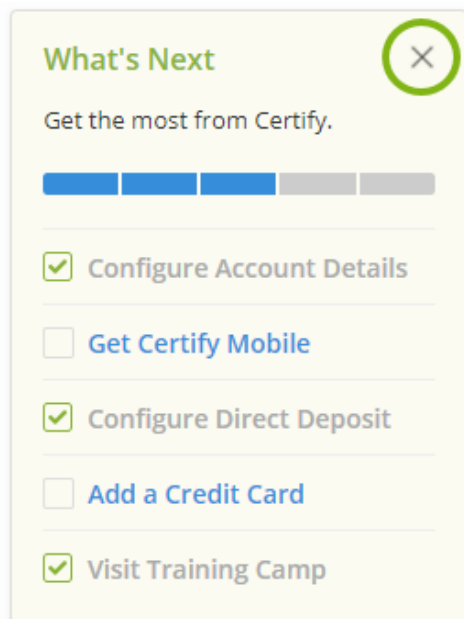 What's Next
Get the most from Certify.
Configure Account Details
Get Certify Mobile
Configure Direct Deposit
Add a Credit Card
Visit Training Camp